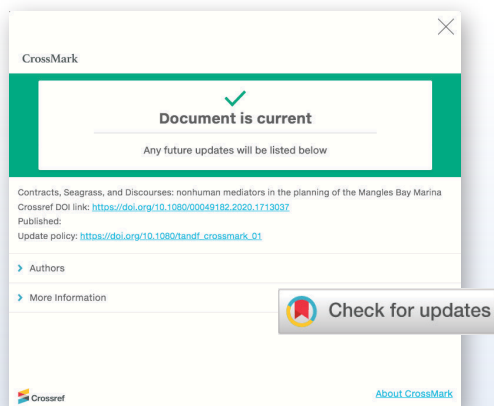 CrossMark
Document is current
Any future updates will be listed below
Contracts, Seagrass, and Discourses: nonhuman mediators in the planning of the Mangles Bay Marina
Crossref DOI link: https://doi.org/10.1080/00049182.2020.1713037
Published:
Update policy: https://doi.org/10.1080/tandf_crossmark_01
Authors
More Information
Check for updates
Crossref
About CrossMark